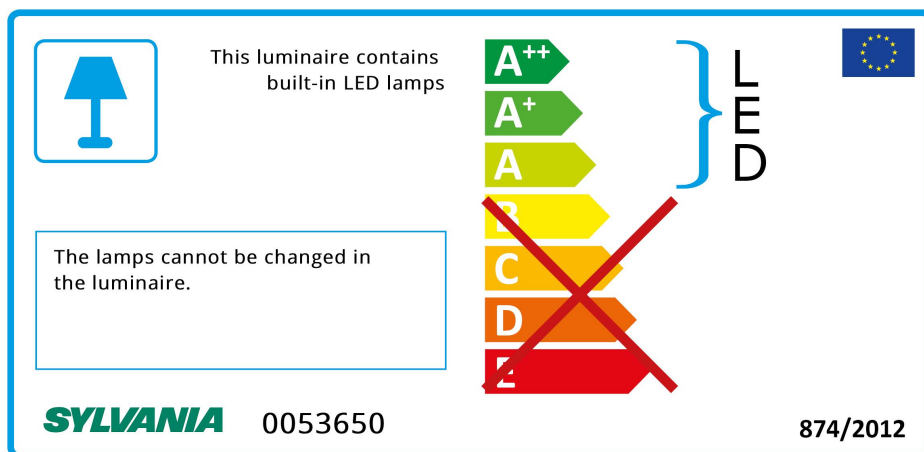 This luminaire contains
built-in LED lamps
A++
A+
A
B
C
D
E
L
E
D
The lamps cannot be changed in
the luminaire.
SYLVANIA 0053650
874/2012